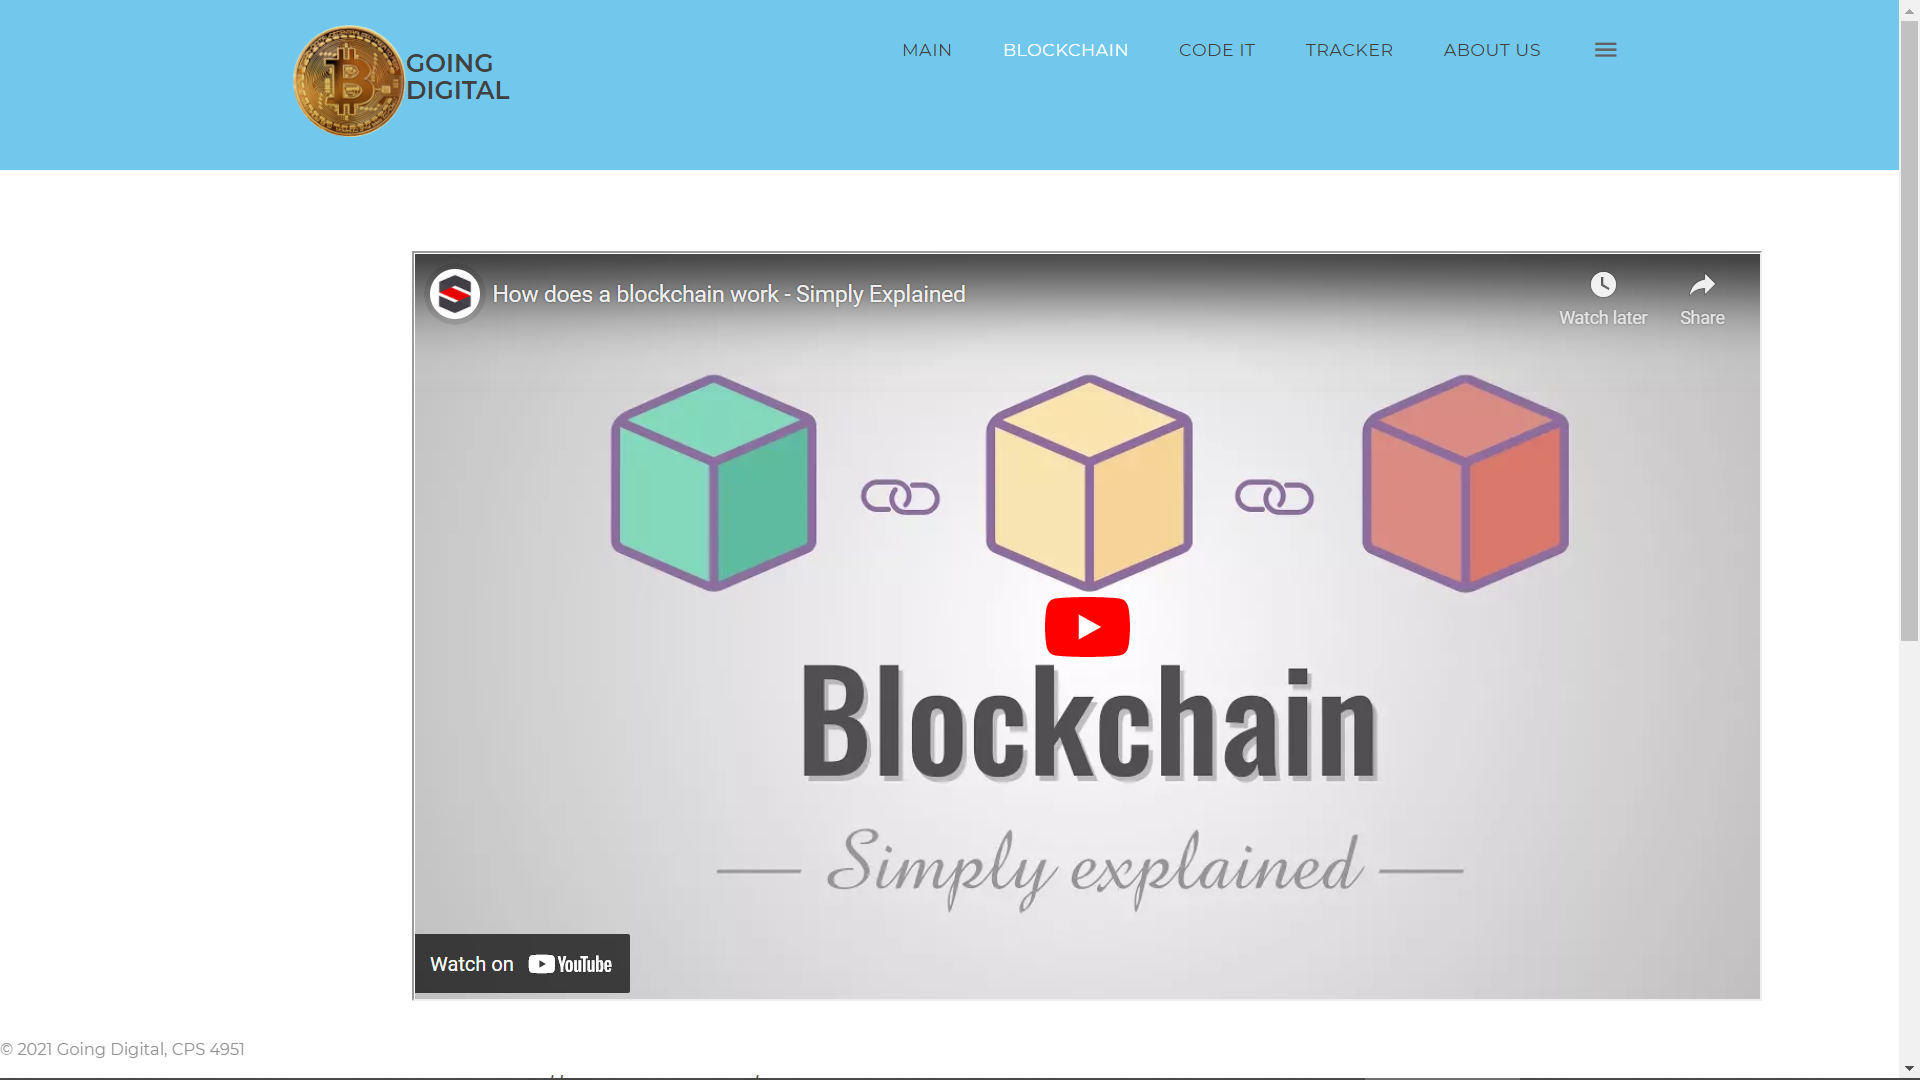 GOING
DIGITAL
MAIN
BLOCKCHAIN
CODE IT
TRACKER
ABOUT US
How does a blockchain work - Simply Explained
Watch later
Share
Blockchain
Simply explained
Watch on YouTube
© 2021 Going Digital, CPS 4951